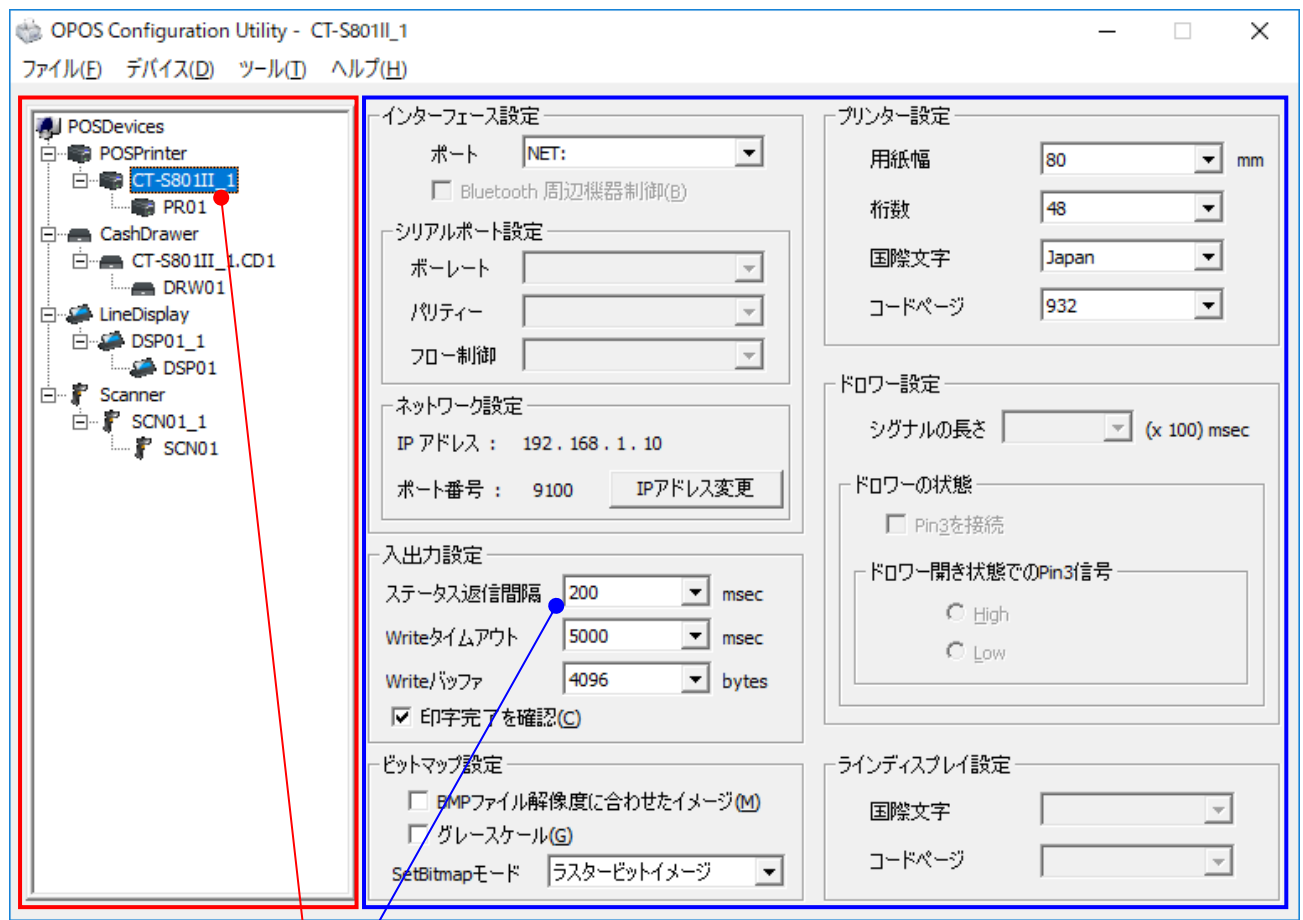 OPOS Configuration Utility - CT-S801II_1
ファイル(F) デバイス(D) ツール(T) ヘルプ(H)
POSDevices
POSPrinter
CT-S801II_1
PR01
CashDrawer
CT-S801II_1.CD1
DRW01
LineDisplay
DSP01_1
DSP01
Scanner
SCN01_1
SCN01
インターフェース設定
ポート NET:
Bluetooth 周辺機器制御(B)
シリアルポート設定
ボーレート
パリティー
フロー制御
ネットワーク設定
IP アドレス : 192 . 168 . 1 . 10
ポート番号 : 9100 IPアドレス変更
入出力設定
ステータス返信間隔 200 msec
Writeタイムアウト 5000 msec
Writeバッファ 4096 bytes
印字完了を確認(C)
ビットマップ設定
BMPファイル解像度に合わせたイメージ(M)
グレースケール(G)
SetBitmapモード ラスタービットイメージ
プリンター設定
用紙幅 80 mm
桁数 48
国際文字 Japan
コードページ 932
ドロワー設定
シグナルの長さ (x 100) msec
ドロワーの状態
Pin3を接続
ドロワー開き状態でのPin3信号
High
Low
ラインディスプレイ設定
国際文字
コードページ